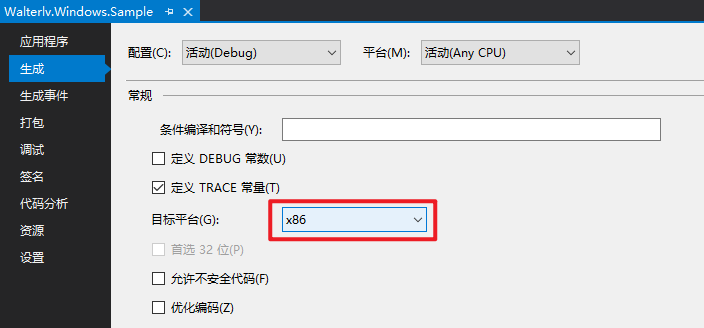 Walterlv.Windows.Sample
应用程序
生成
生成事件
打包
调试
签名
代码分析
资源
设置
配置(C): 活动(Debug) 平台(M): 活动(Any CPU)
常规
条件编译和符号(Y):
定义 DEBUG 常数(U)
定义 TRACE 常量(T)
目标平台(G): x86
首选 32 位(P)
允许不安全代码(F)
优化编码(Z)